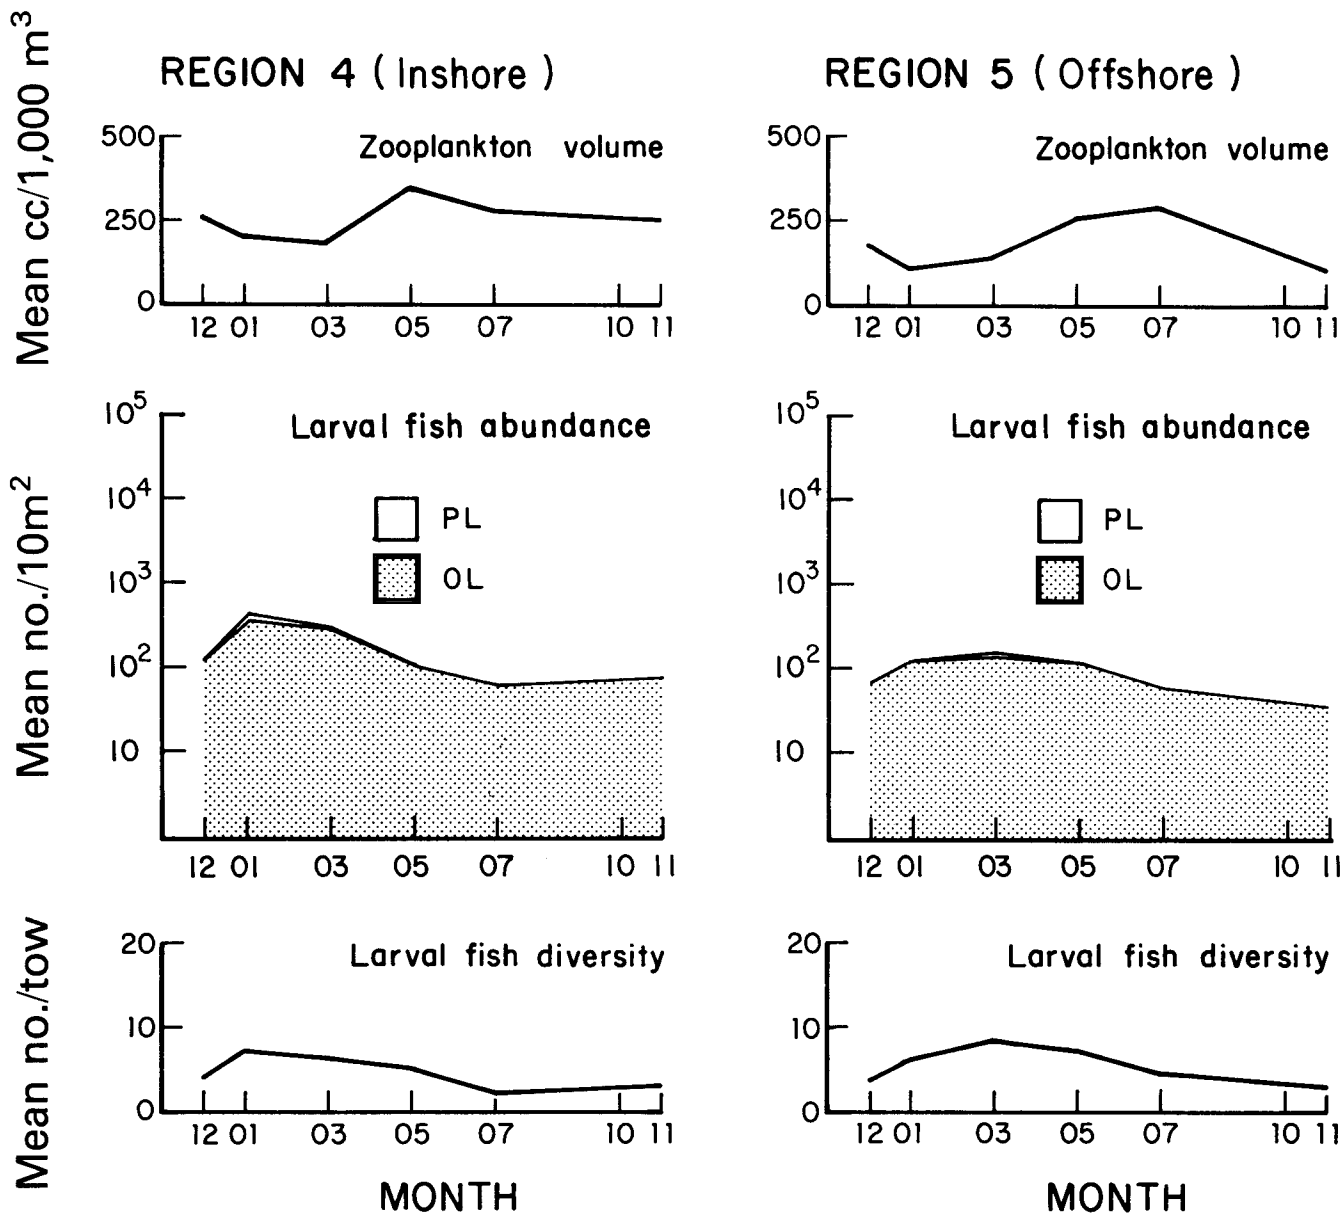 Mean cc/1,000 m³
Mean no./10m²
Mean no./tow
REGION 4 (Inshore)
Zooplankton volume
500
250
0
12 01 03 05 07 10 11
Larval fish abundance
10⁵
10⁴
10³
10²
10
PL
OL
12 01 03 05 07 10 11
Larval fish diversity
20
10
0
12 01 03 05 07 10 11
MONTH
REGION 5 (Offshore)
Zooplankton volume
500
250
0
12 01 03 05 07 10 11
Larval fish abundance
10⁵
10⁴
10³
10²
10
PL
OL
12 01 03 05 07 10 11
Larval fish diversity
20
10
0
12 01 03 05 07 10 11
MONTH